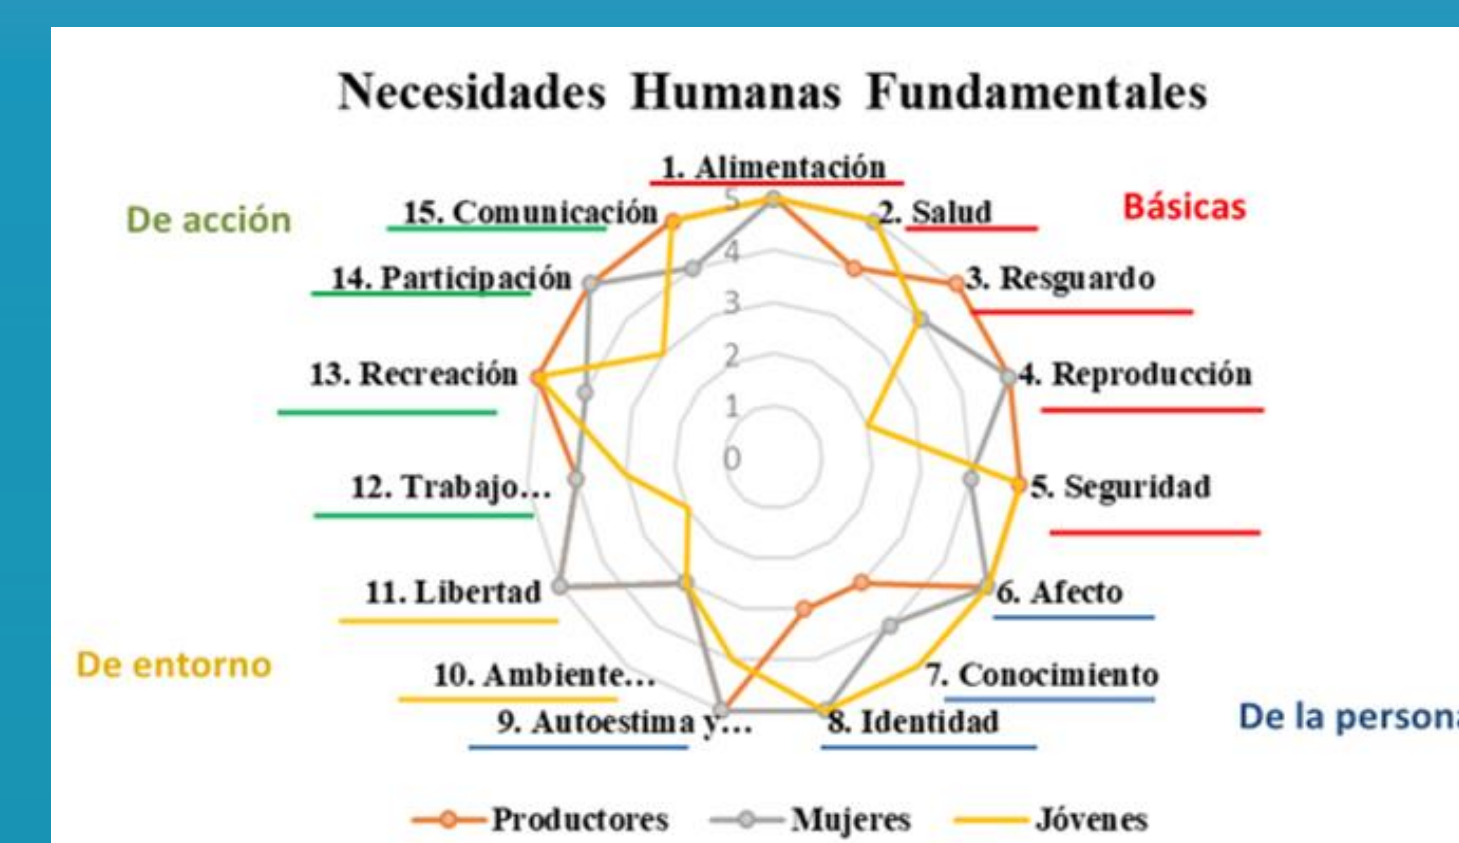 Necesidades Humanas Fundamentales
1. Alimentación
De acción
15. Comunicación
2. Salud
Básicas
14. Participación
3. Resguardo
13. Recreación
4. Reproducción
12. Trabajo...
5. Seguridad
11. Libertad
6. Afecto
De entorno
10. Ambiente...
7. Conocimiento
9. Autoestima y...
8. Identidad
De la persona
5
4
3
2
1
0
Productores
Mujeres
Jóvenes